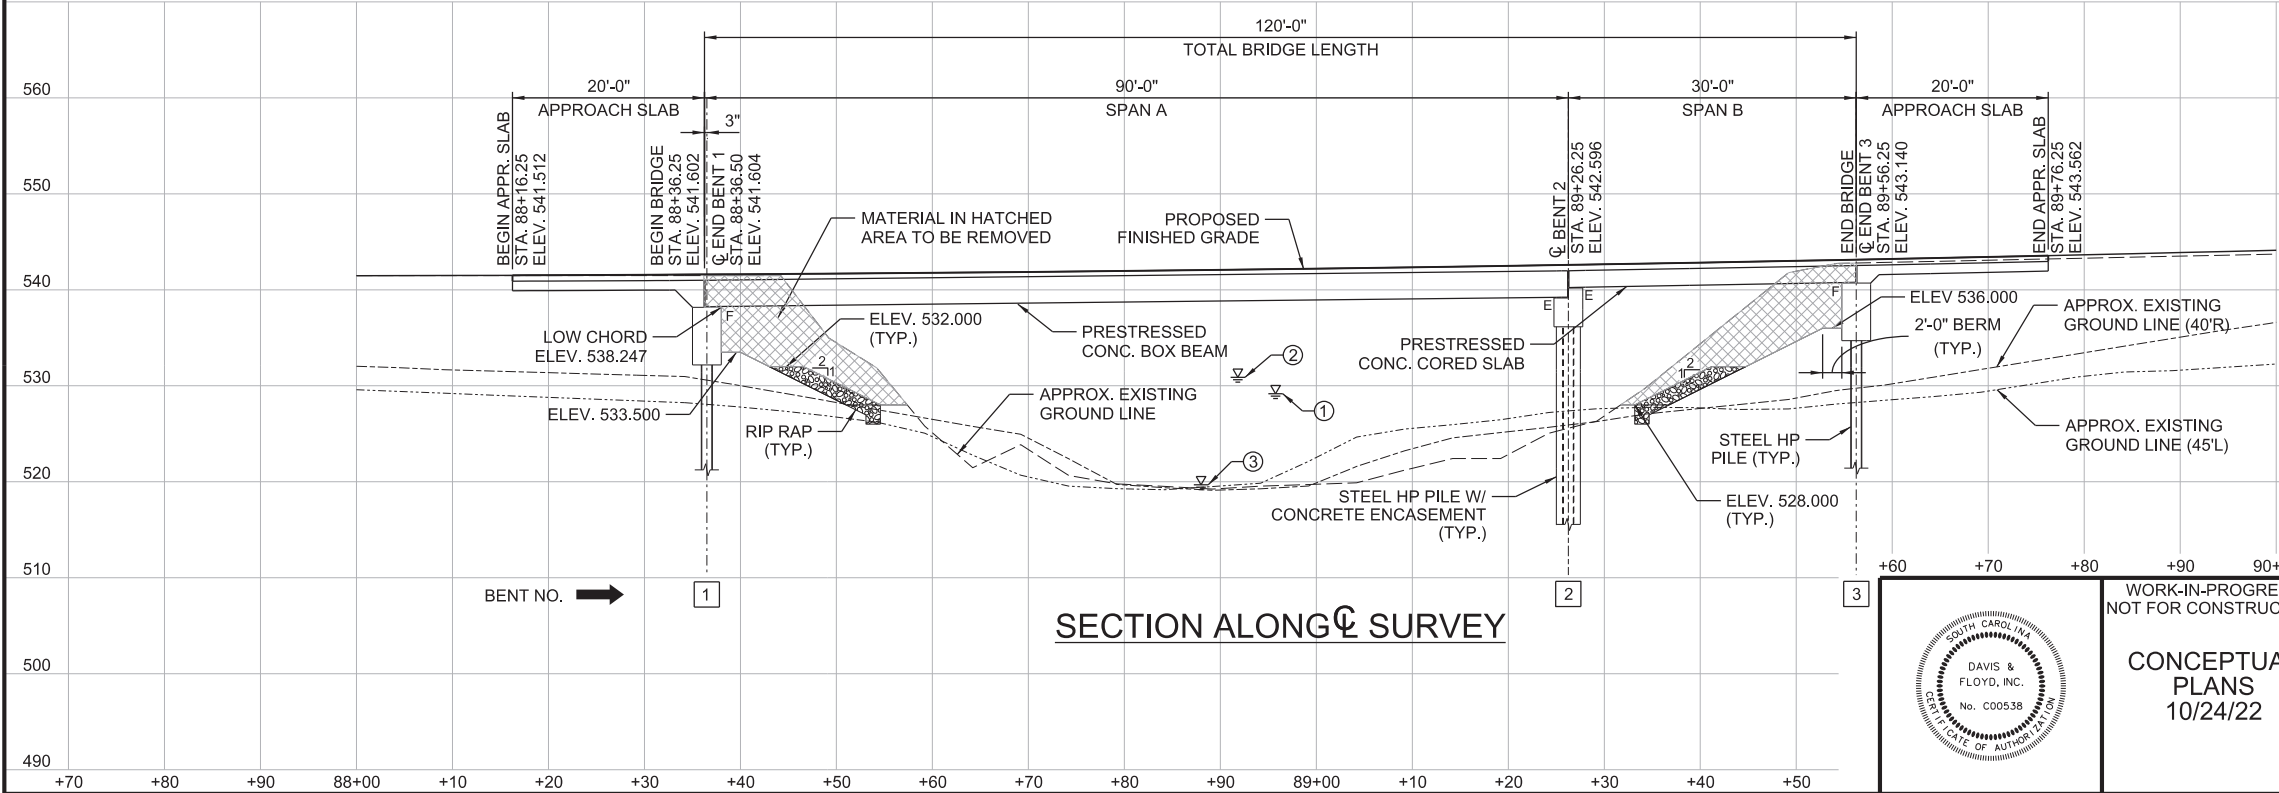 120'-0"
TOTAL BRIDGE LENGTH
20'-0"
APPROACH SLAB
90'-0"
SPAN A
30'-0"
SPAN B
20'-0"
APPROACH SLAB
3"
BEGIN APPR. SLAB
STA. 88+16.25
ELEV. 541.512
BEGIN BRIDGE
STA. 88+36.25
ELEV. 541.602
℄ END BENT 1
STA. 88+36.50
ELEV. 541.604
℄ BENT 2
STA. 89+26.25
ELEV. 542.596
END BRIDGE
℄ END BENT 3
STA. 89+56.25
ELEV. 543.140
END APPR. SLAB
STA. 89+76.25
ELEV. 543.562
560
550
540
530
520
510
500
490
MATERIAL IN HATCHED
AREA TO BE REMOVED
PROPOSED
FINISHED GRADE
LOW CHORD
ELEV. 538.247
F
ELEV. 532.000
(TYP.)
PRESTRESSED
CONC. BOX BEAM
PRESTRESSED
CONC. CORED SLAB
E
E
F
ELEV 536.000
2'-0" BERM
(TYP.)
APPROX. EXISTING
GROUND LINE (40'R)
2
1
ELEV. 533.500
RIP RAP
(TYP.)
APPROX. EXISTING
GROUND LINE
2
1
3
1
2
STEEL HP PILE W/
CONCRETE ENCASEMENT
(TYP.)
STEEL HP
PILE (TYP.)
ELEV. 528.000
(TYP.)
APPROX. EXISTING
GROUND LINE (45'L)
BENT NO.
1
2
3
SECTION ALONG ℄ SURVEY
+60 +70 +80 +90 90+
+70 +80 +90 88+00 +10 +20 +30 +40 +50 +60 +70 +80 +90 89+00 +10 +20 +30 +40 +50
SOUTH CAROLINA
DAVIS &
FLOYD, INC.
No. C00538
CERTIFICATE OF AUTHORIZATION
WORK-IN-PROGRE
NOT FOR CONSTRUC
CONCEPTUA
PLANS
10/24/22